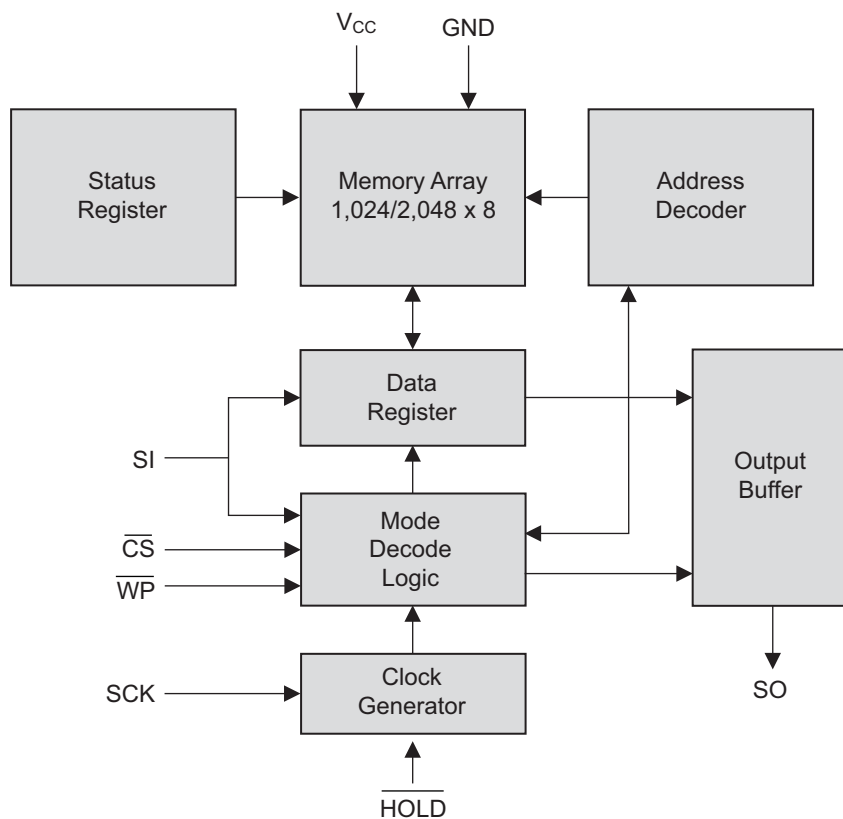 VCC
GND
Status
Register
Memory Array
1,024/2,048 x 8
Address
Decoder
Data
Register
SI
Output
Buffer
Mode
Decode
Logic
CS
WP
Clock
Generator
SCK
SO
HOLD